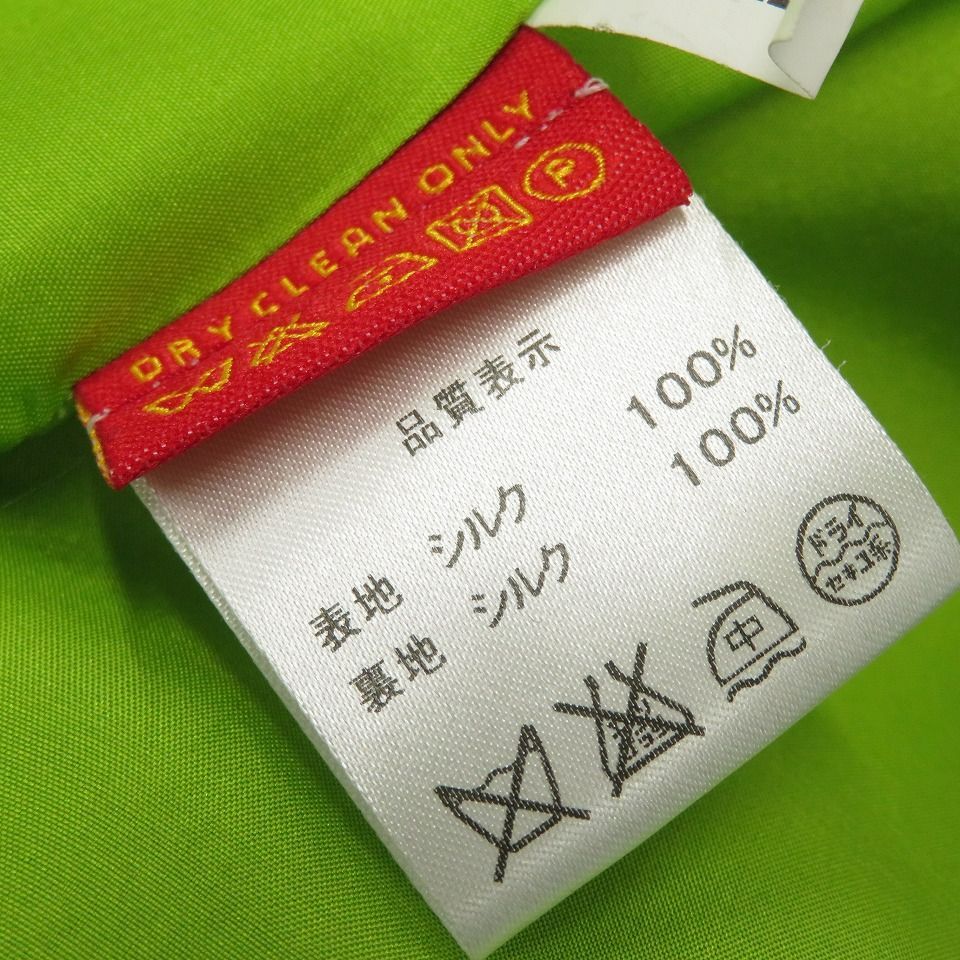 DRY CLEAN ONLY
P
品質表示
表地 シルク 100%
裏地 シルク 100%
中
ドライ
セキユ系